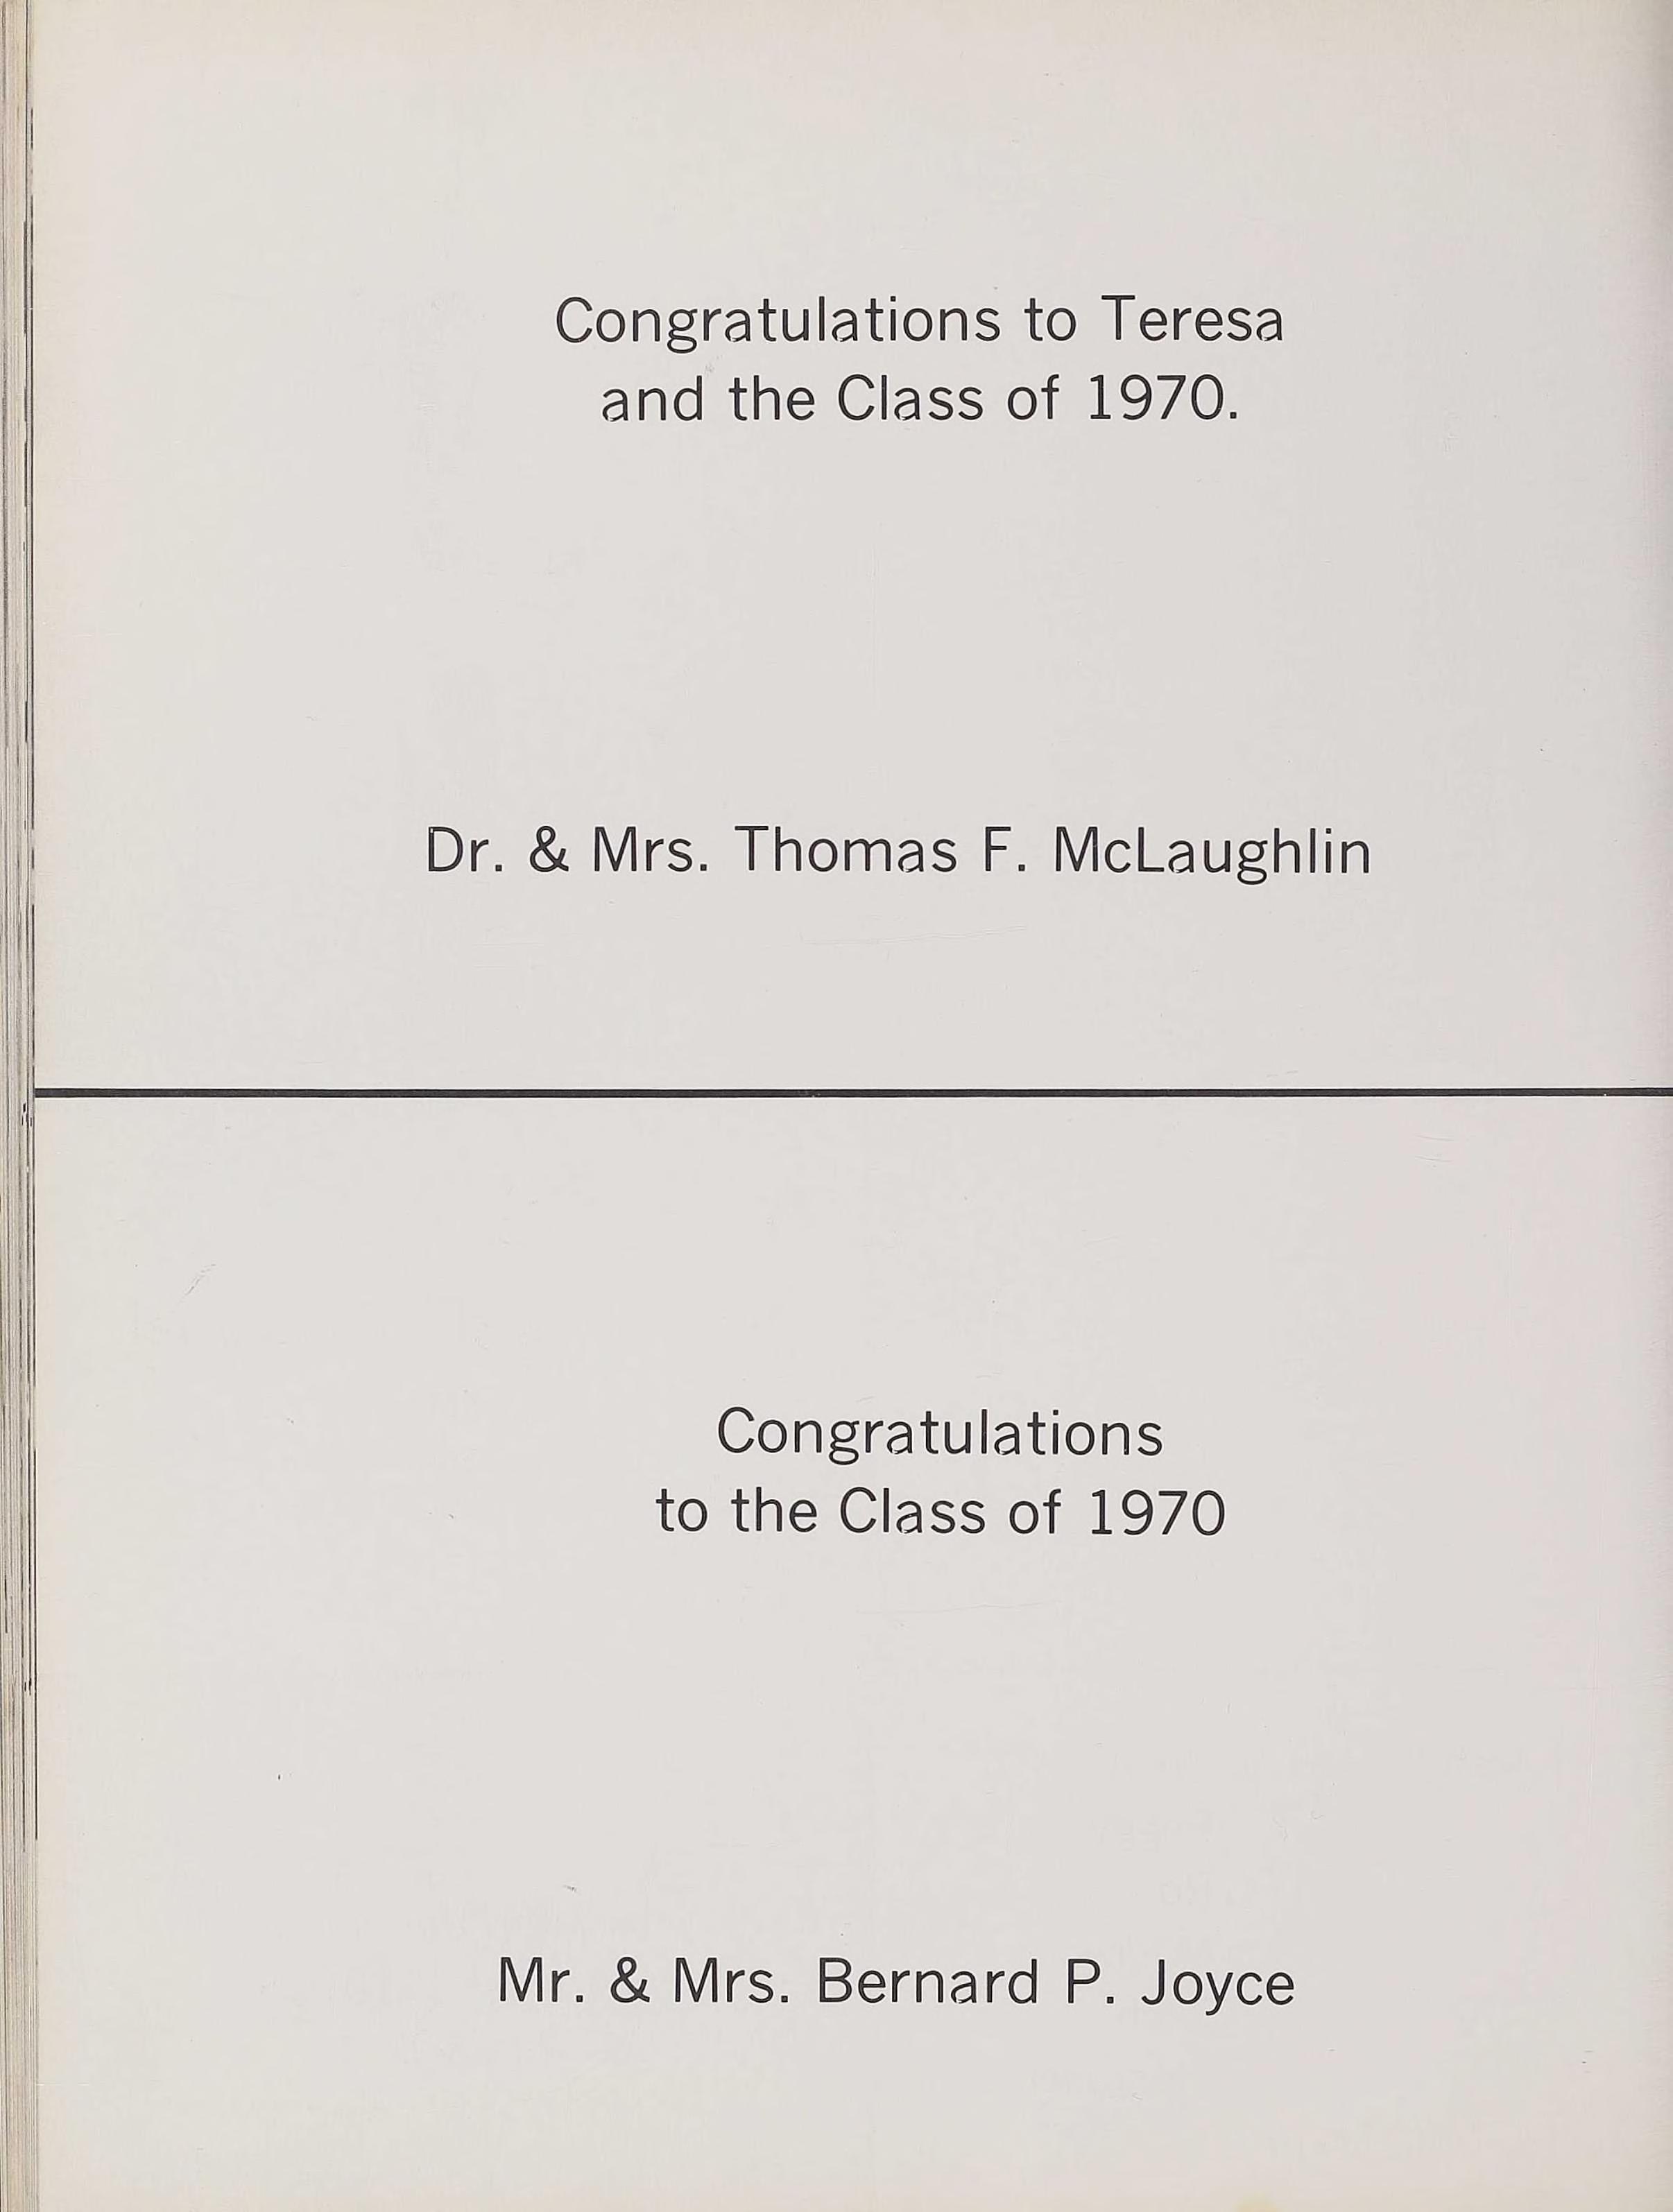 Congratulations to Teresa
and the Class of 1970.
Dr. & Mrs. Thomas F. McLaughlin
Congratulations
to the Class of 1970
Mr. & Mrs. Bernard P. Joyce